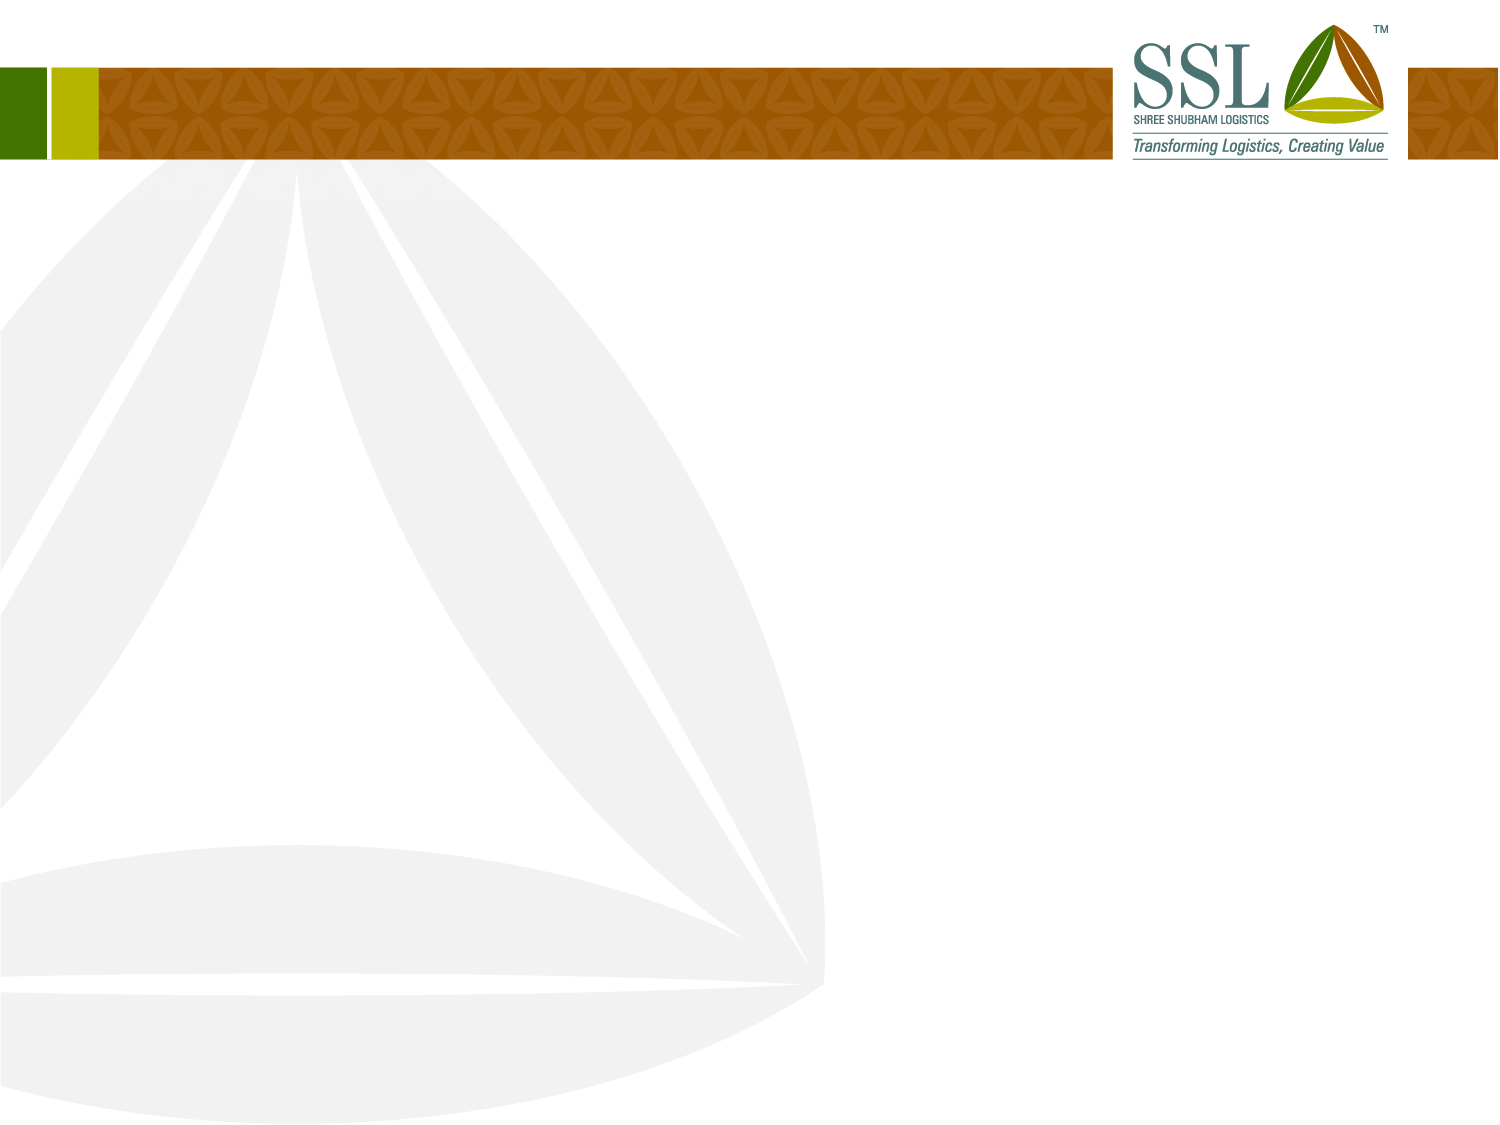 SSL
TM
SHREE SHUBHAM LOGISTICS
Transforming Logistics, Creating Value